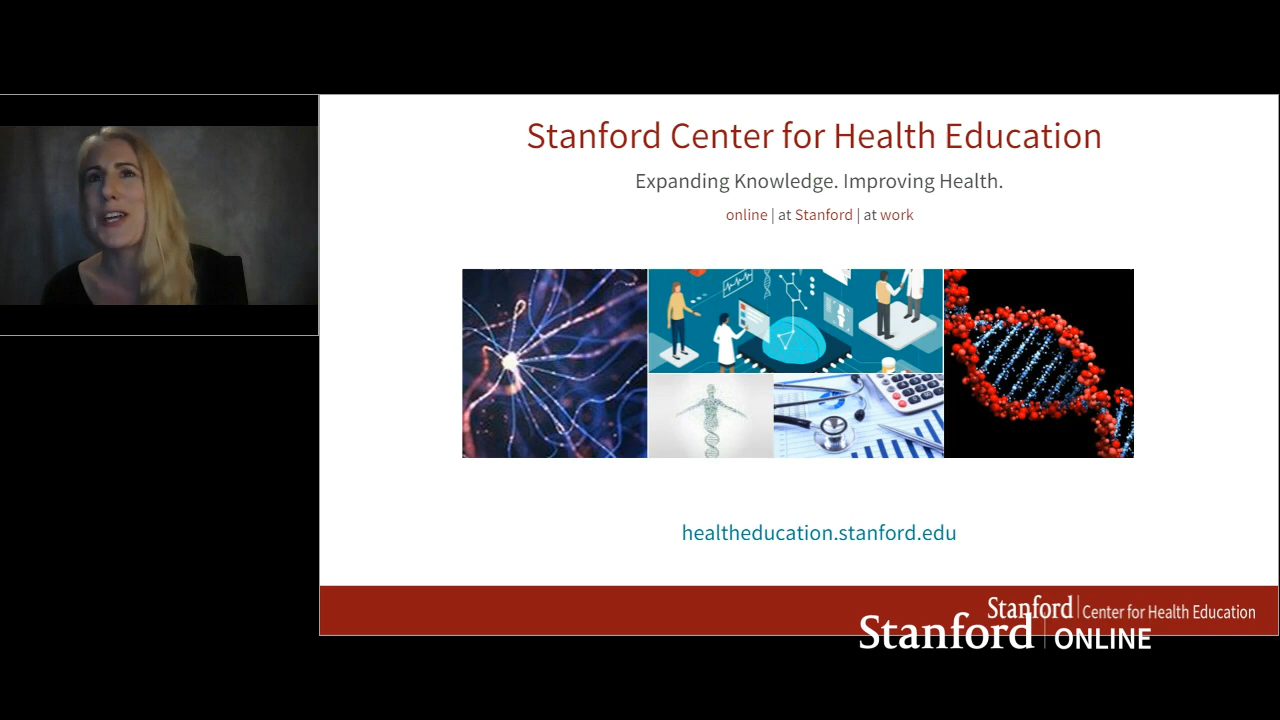 Stanford Center for Health Education
Expanding Knowledge. Improving Health.
online | at Stanford | at work
healtheducation.stanford.edu
Stanford | Center for Health Education
Stanford | ONLINE